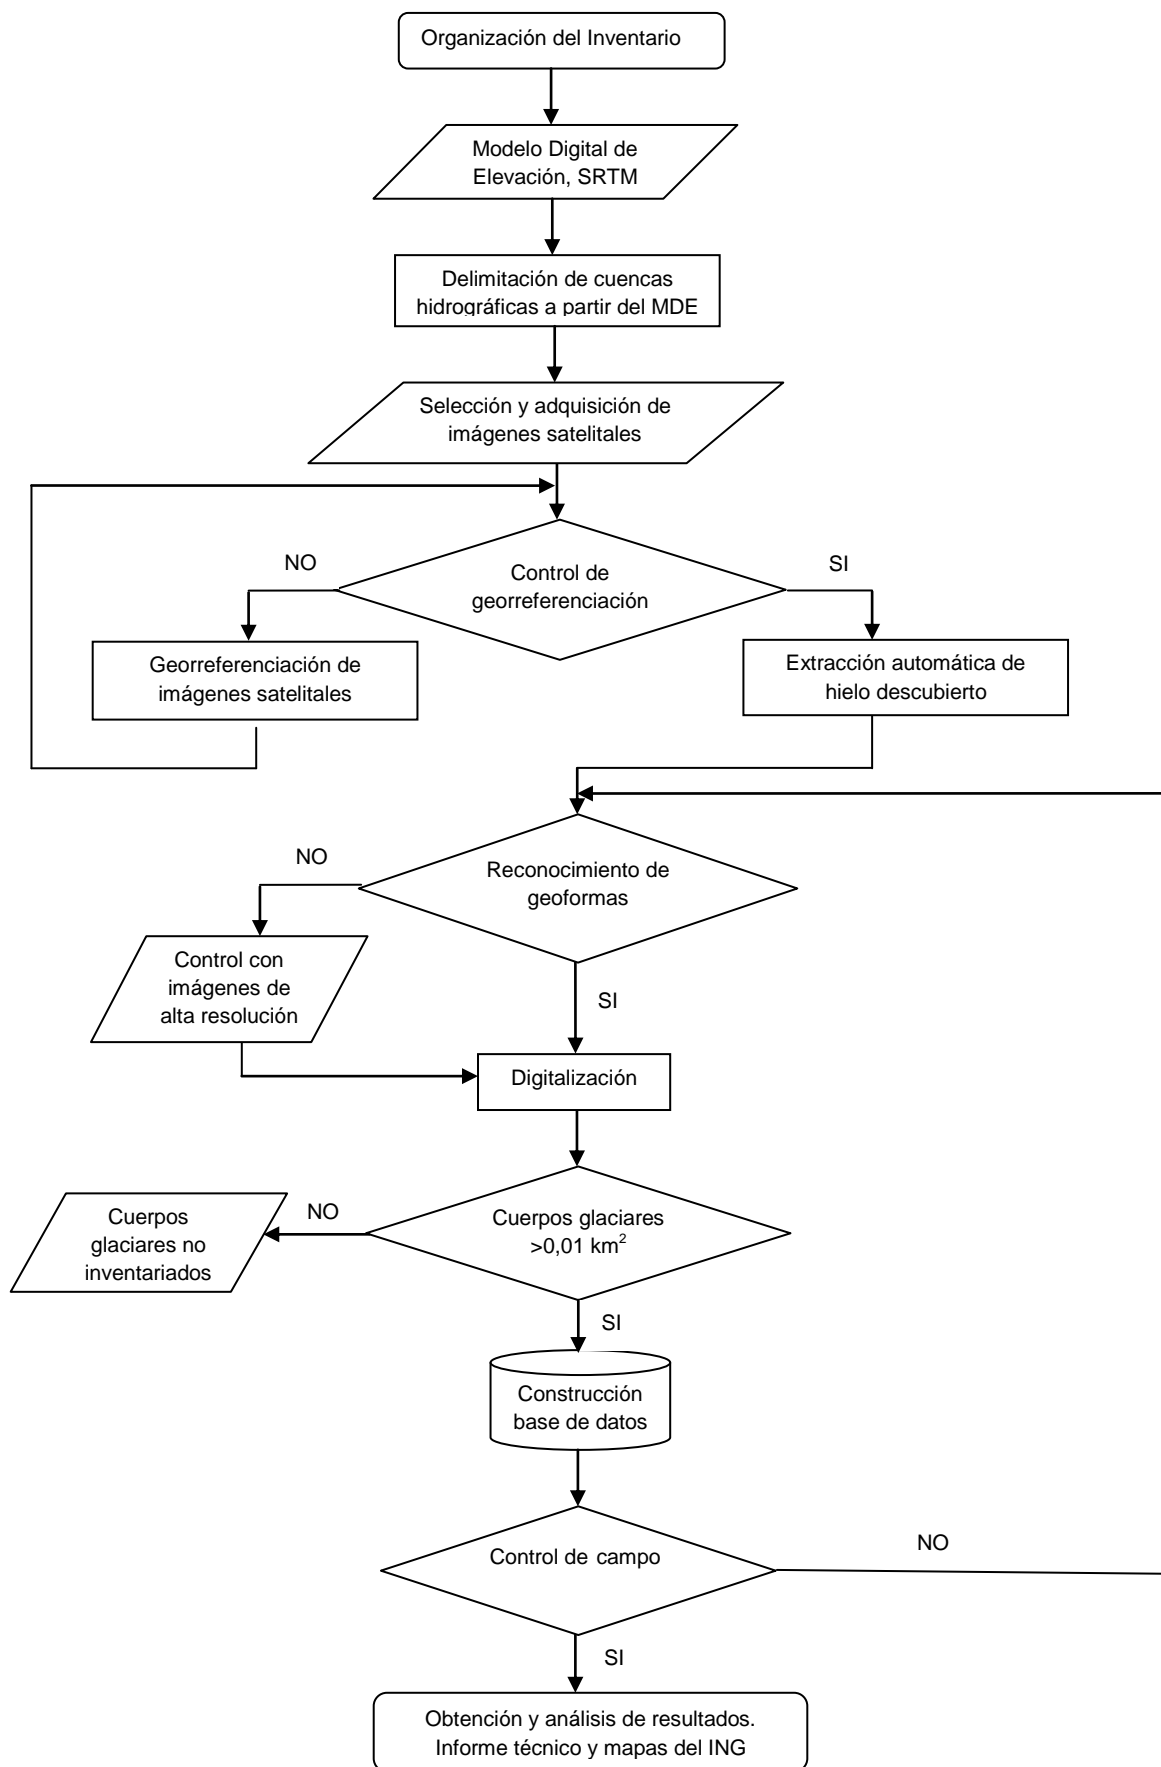 Organización del Inventario
Modelo Digital de
Elevación, SRTM
Delimitación de cuencas
hidrográficas a partir del MDE
Selección y adquisición de
imágenes satelitales
NO
SI
Control de
georreferenciación
Georreferenciación de
imágenes satelitales
Extracción automática de
hielo descubierto
NO
Reconocimiento de
geoformas
Control con
imágenes de
alta resolución
SI
Digitalización
Cuerpos
glaciares no
inventariados
NO
Cuerpos glaciares
>0,01 km²
SI
Construcción
base de datos
Control de campo
NO
SI
Obtención y análisis de resultados.
Informe técnico y mapas del ING